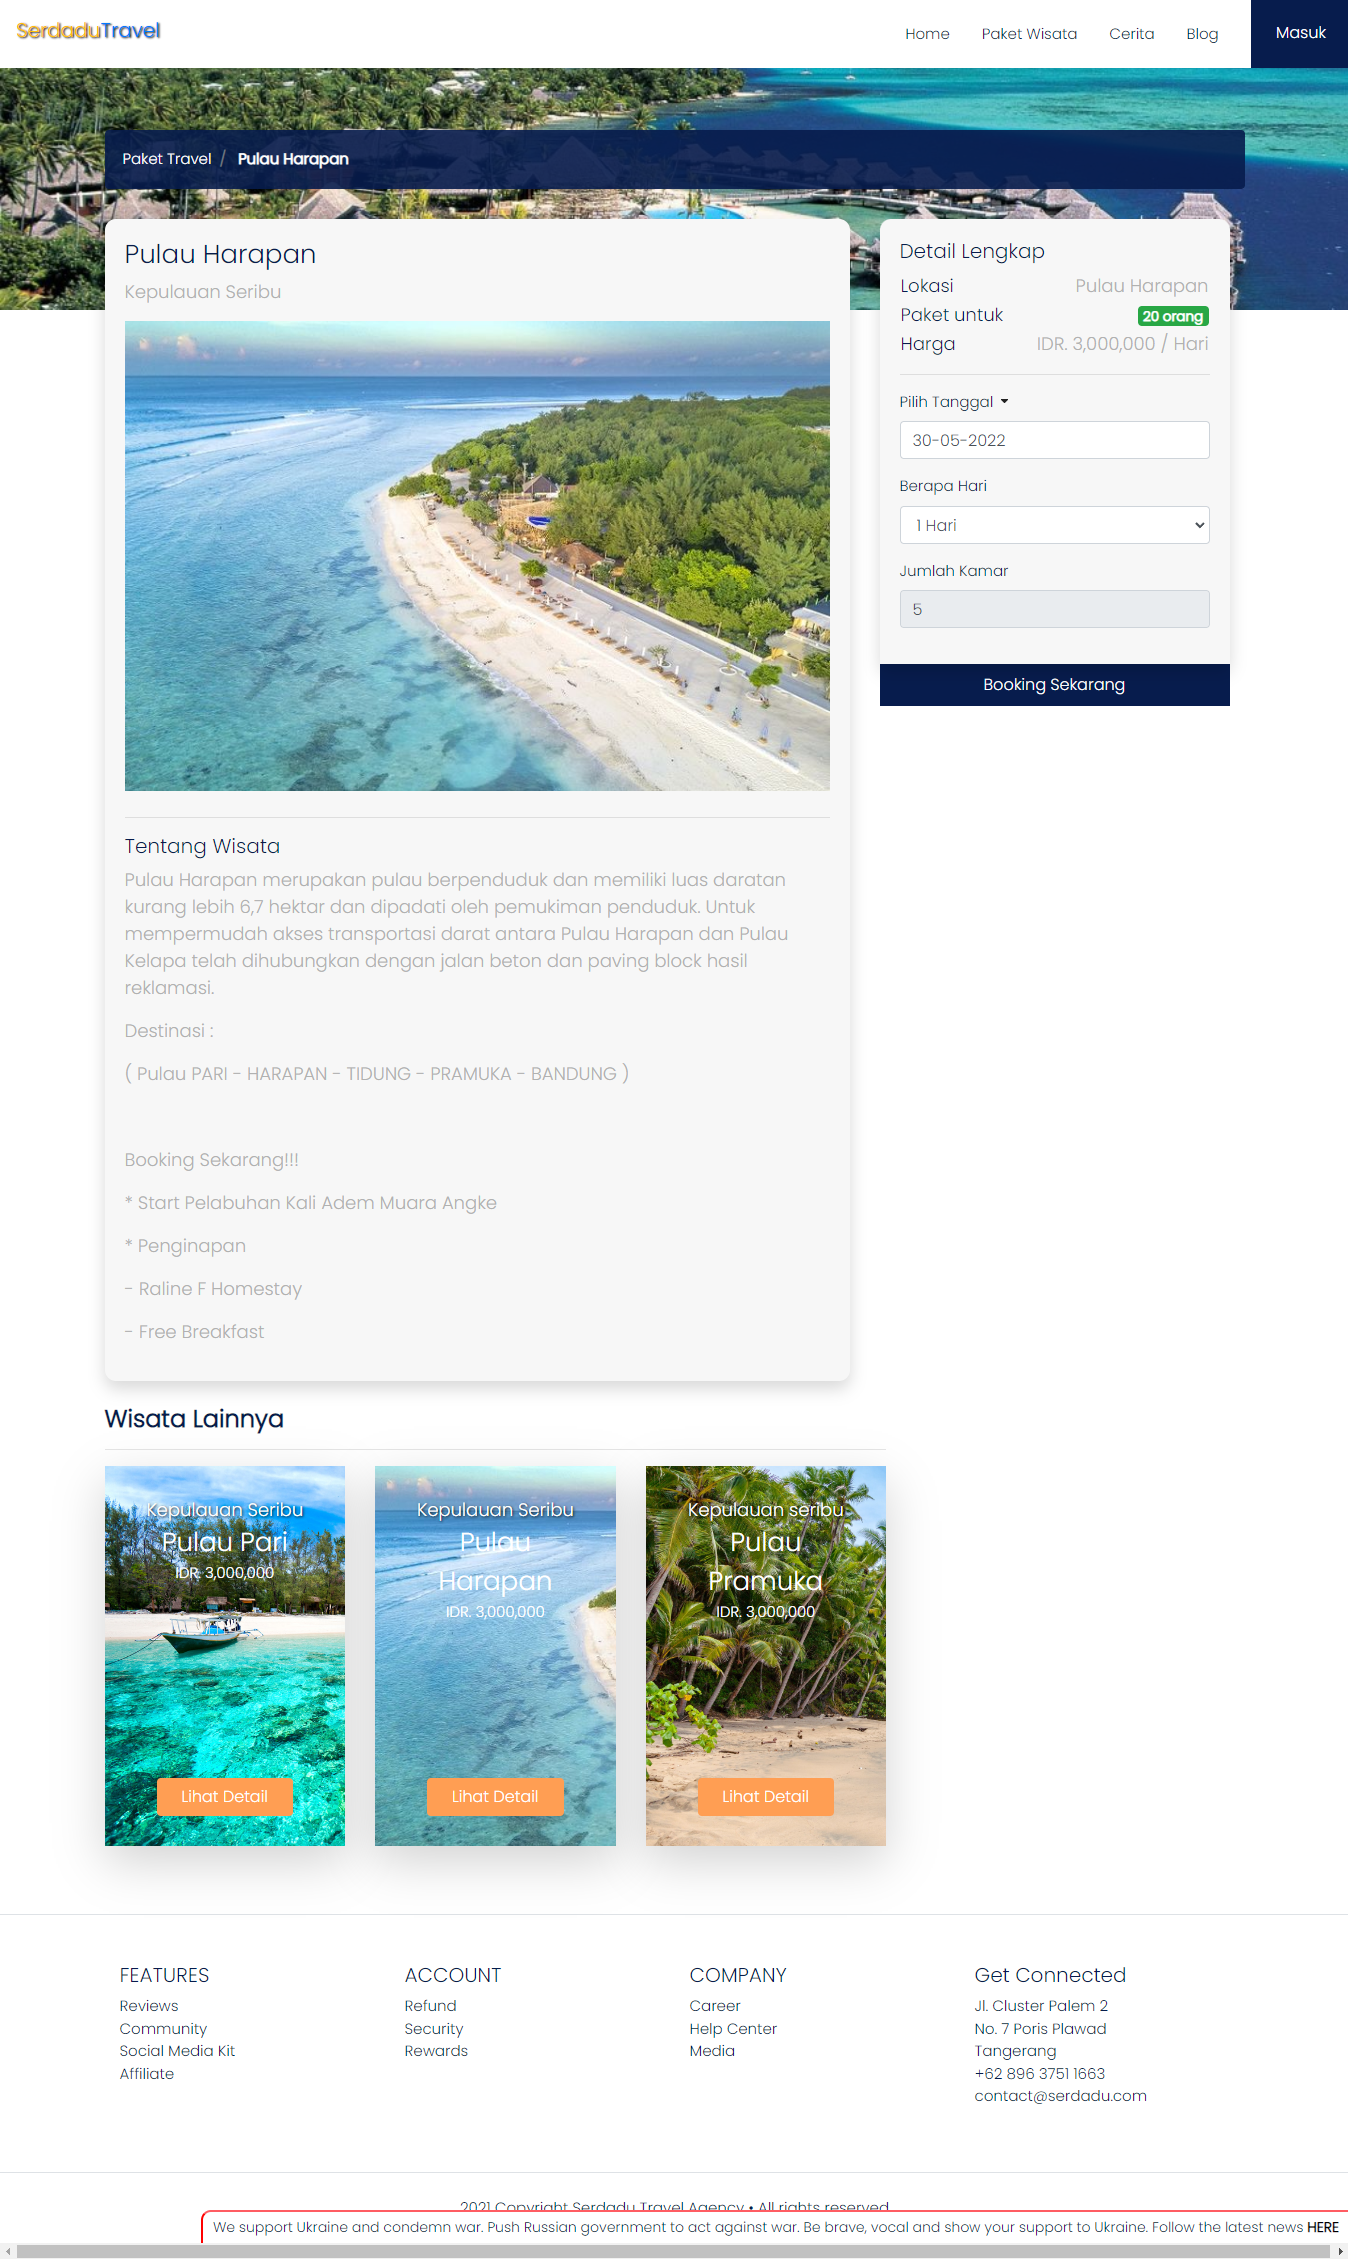 SerdaduTravel
Home Paket Wisata Cerita Blog Masuk
Paket Travel / Pulau Harapan
Pulau Harapan
Kepulauan Seribu
Detail Lengkap
Lokasi Pulau Harapan
Paket untuk 20 orang
Harga IDR. 3,000,000 / Hari
Pilih Tanggal
30-05-2022
Berapa Hari
1 Hari
Jumlah Kamar
5
Booking Sekarang
Tentang Wisata
Pulau Harapan merupakan pulau berpenduduk dan memiliki luas daratan
kurang lebih 6,7 hektar dan dipadati oleh pemukiman penduduk. Untuk
mempermudah akses transportasi darat antara Pulau Harapan dan Pulau
Kelapa telah dihubungkan dengan jalan beton dan paving block hasil
reklamasi.
Destinasi :
( Pulau PARI - HARAPAN - TIDUNG - PRAMUKA - BANDUNG )
Booking Sekarang!!!
* Start Pelabuhan Kali Adem Muara Angke
* Penginapan
- Raline F Homestay
- Free Breakfast
Wisata Lainnya
Kepulauan Seribu
Pulau Pari
IDR. 3,000,000
Lihat Detail
Kepulauan Seribu
Pulau
Harapan
IDR. 3,000,000
Lihat Detail
Kepulauan seribu
Pulau
Pramuka
IDR. 3,000,000
Lihat Detail
FEATURES
Reviews
Community
Social Media Kit
Affiliate
ACCOUNT
Refund
Security
Rewards
COMPANY
Career
Help Center
Media
Get Connected
Jl. Cluster Palem 2
No. 7 Poris Plawad
Tangerang
+62 896 3751 1663
contact@serdadu.com
2021 Copyright Serdadu Travel Agency • All rights reserved
We support Ukraine and condemn war. Push Russian government to act against war. Be brave, vocal and show your support to Ukraine. Follow the latest news HERE